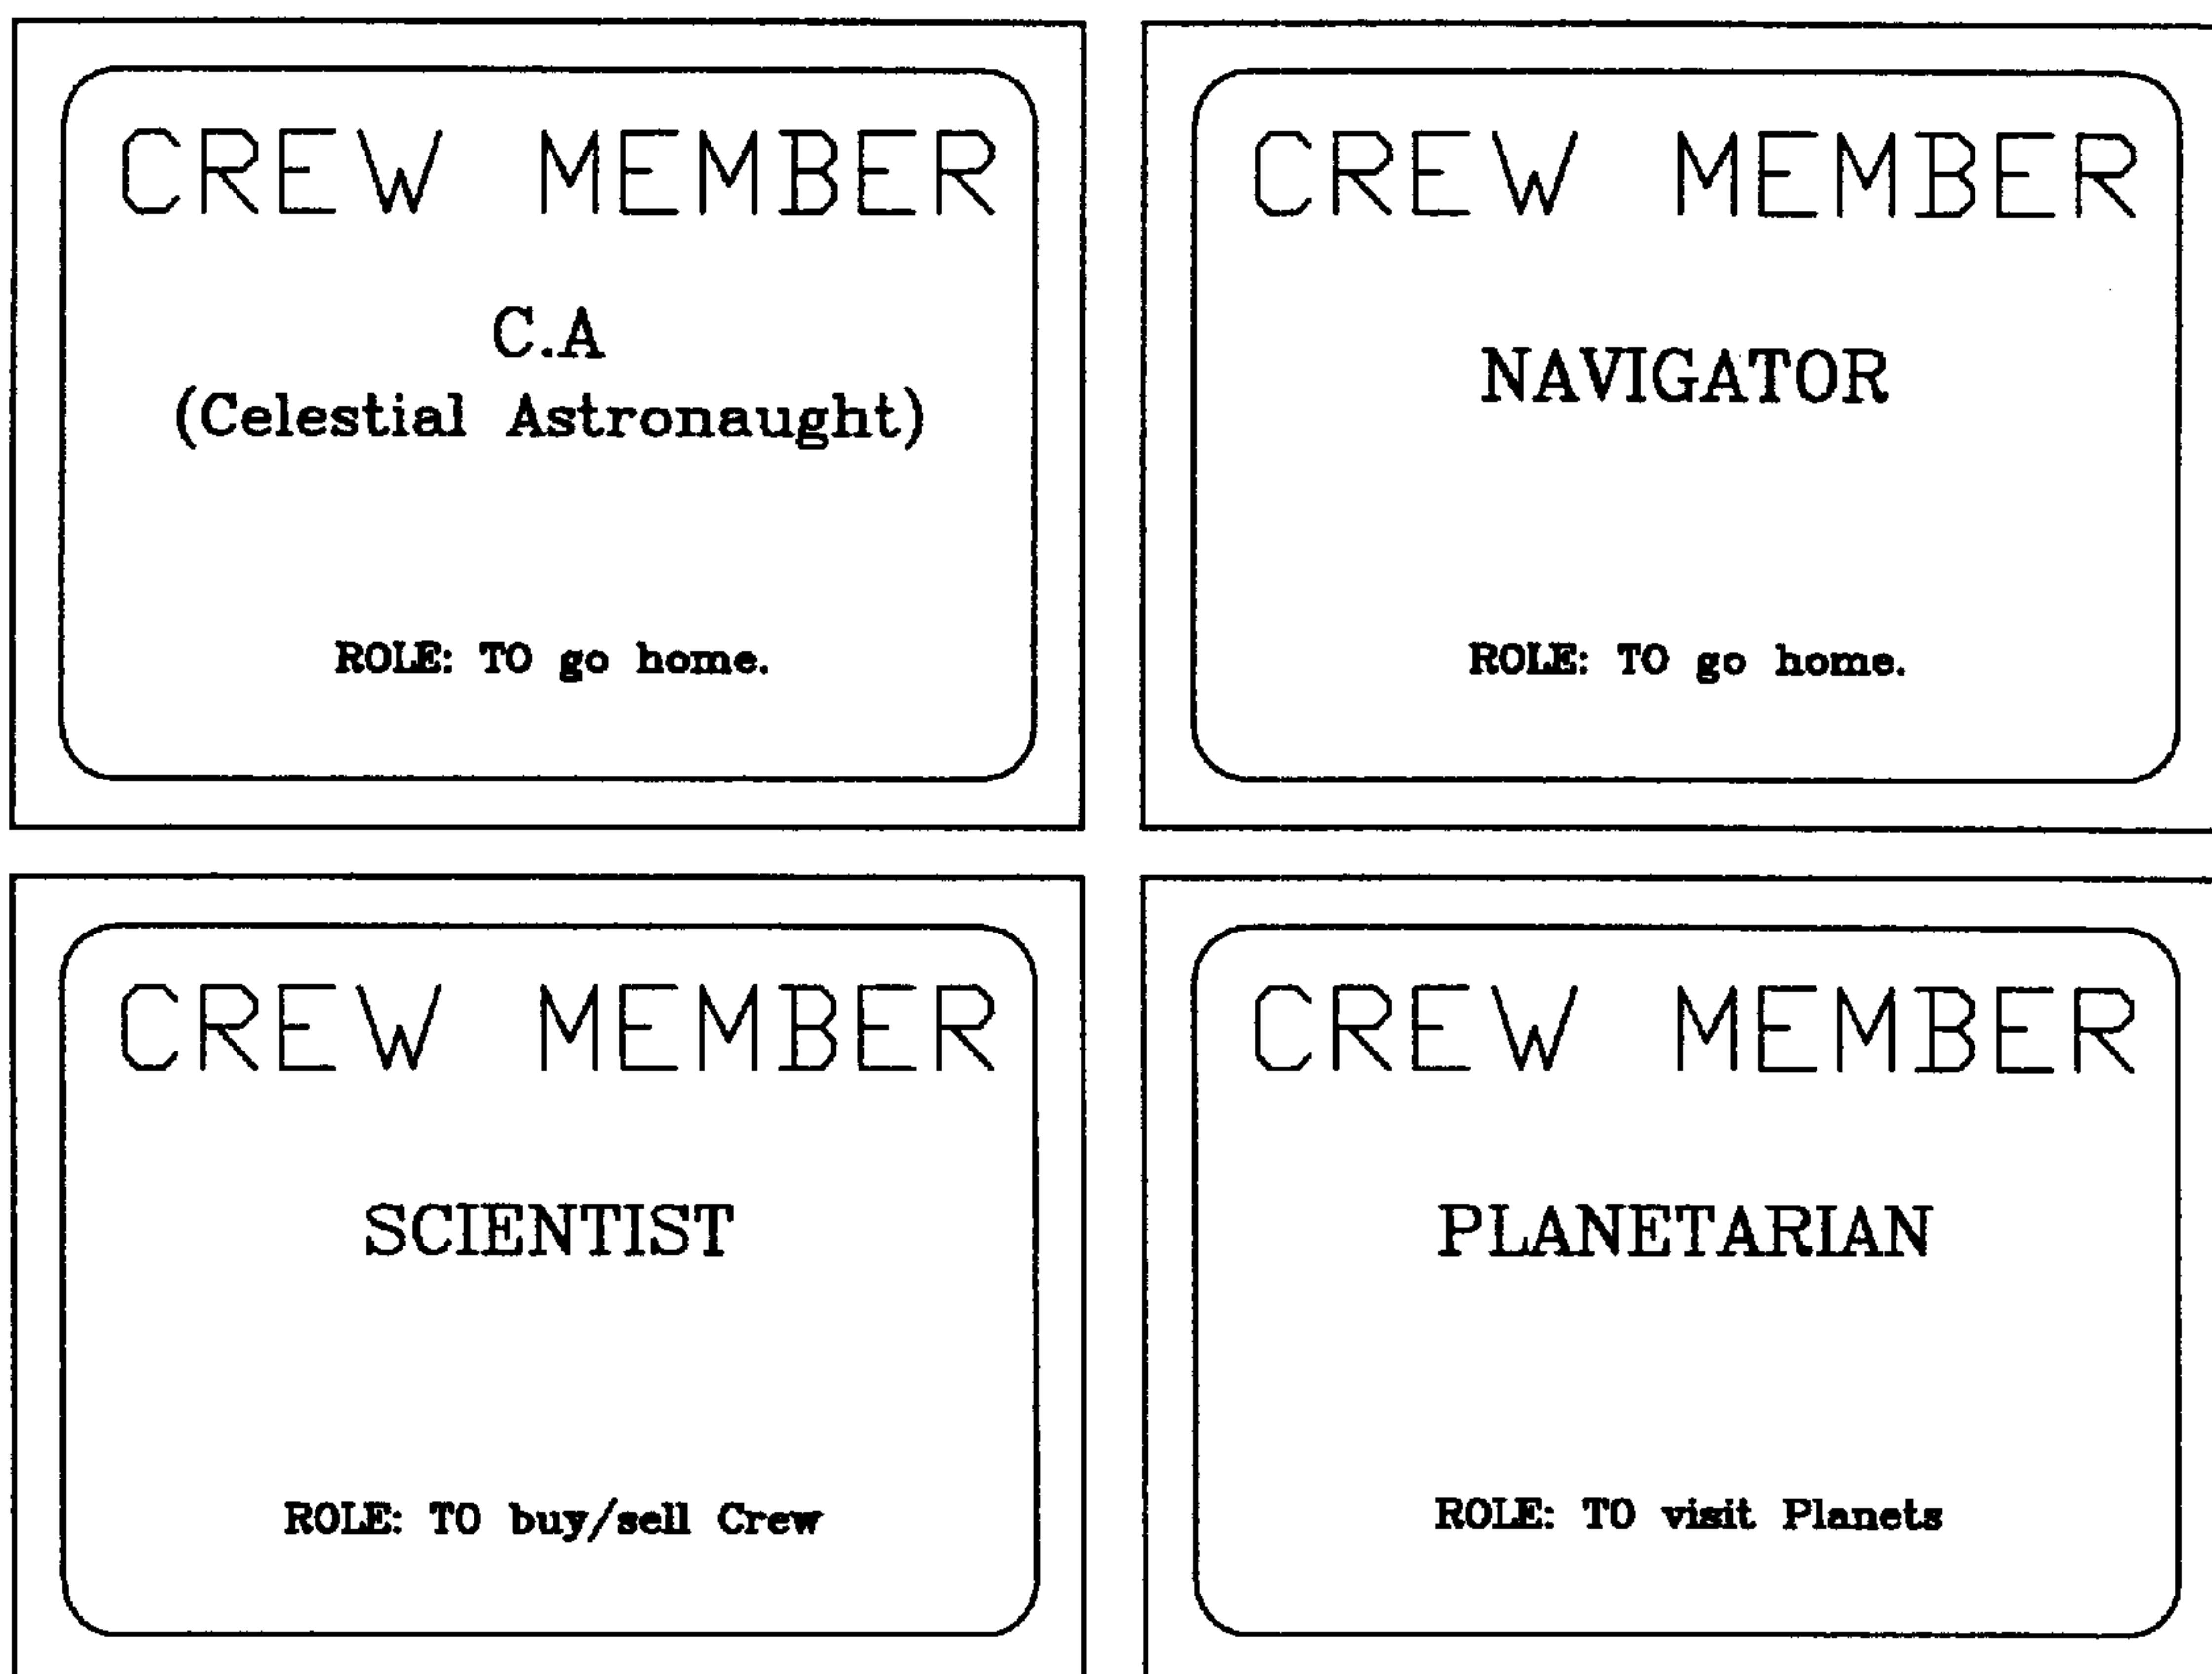 CREW MEMBER
C.A
(Celestial Astronaught)
ROLE: TO go home.
CREW MEMBER
NAVIGATOR
ROLE: TO go home.
CREW MEMBER
SCIENTIST
ROLE: TO buy/sell Crew
CREW MEMBER
PLANETARIAN
ROLE: TO visit Planets